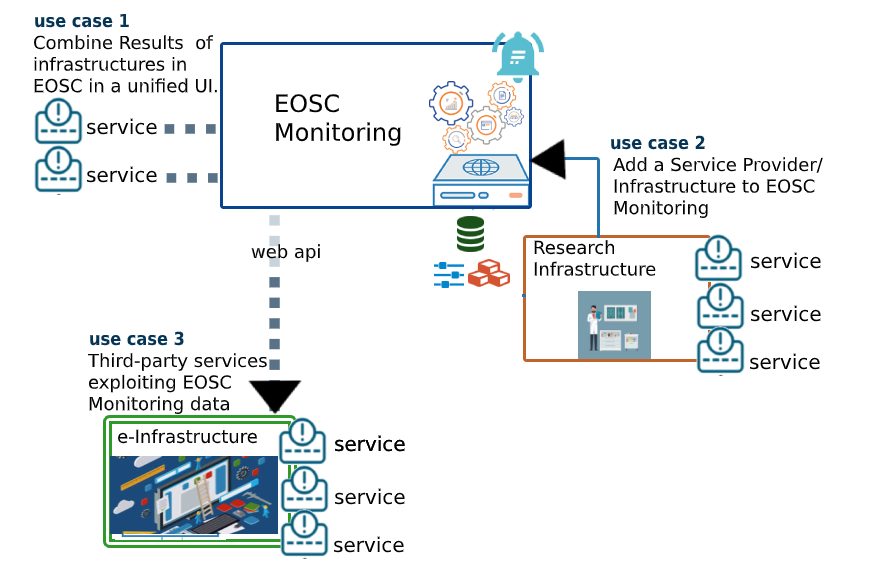 use case 1
Combine Results of
infrastructures in
EOSC in a unified UI.
service
service
EOSC
Monitoring
use case 2
Add a Service Provider/
Infrastructure to EOSC
Monitoring
web api
Research
Infrastructure
service
service
service
use case 3
Third-party services
exploiting EOSC
Monitoring data
e-Infrastructure
service
service
service